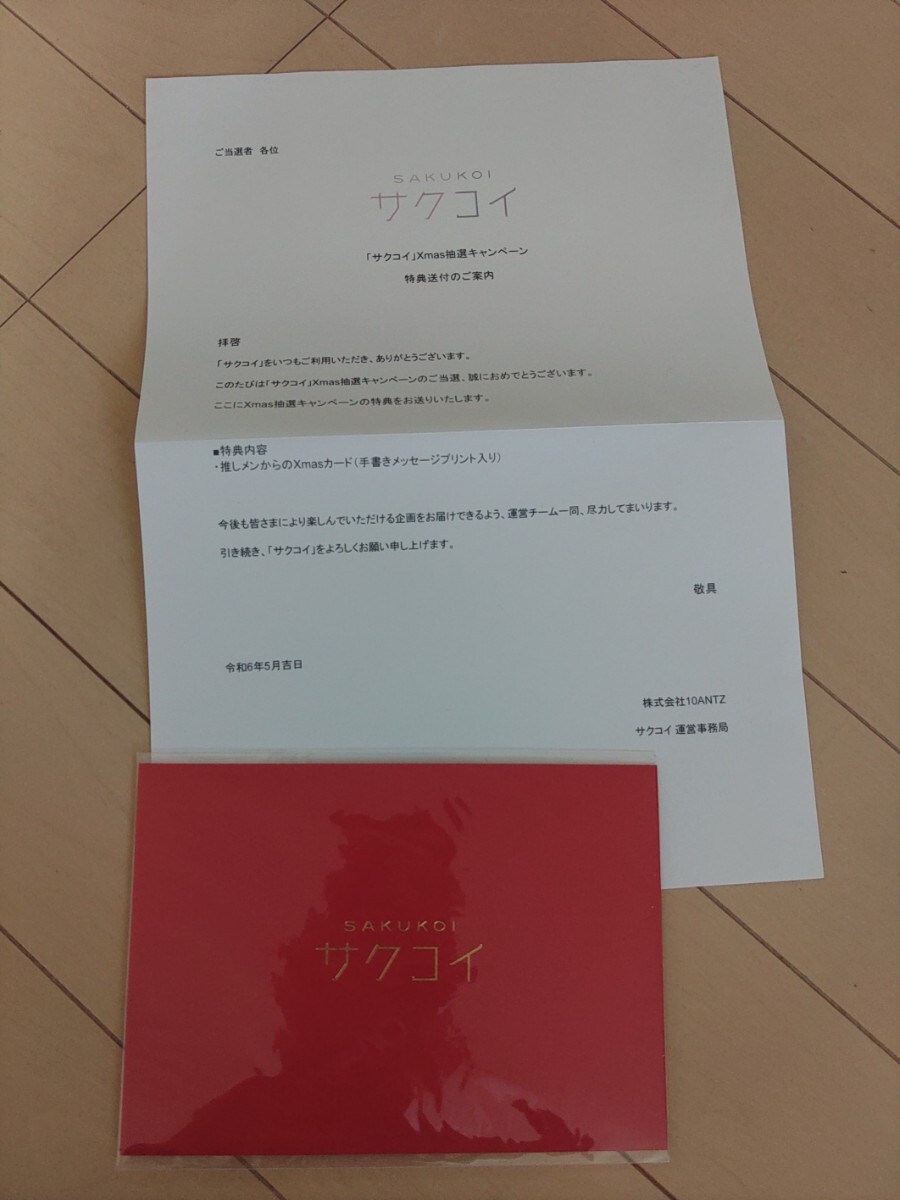 ご当選者 各位
SAKUKOI
サクコイ
「サクコイ」Xmas抽選キャンペーン
特典送付のご案内
拝啓
「サクコイ」をいつもご利用いただき、ありがとうございます。
このたびは「サクコイ」Xmas抽選キャンペーンのご当選、誠におめでとうございます。
ここにXmas抽選キャンペーンの特典をお送りいたします。
■特典内容
・推しメンからのXmasカード（手書きメッセージプリント入り）
今後も皆さまにより楽しんでいただける企画をお届けできるよう、運営チーム一同、尽力してまいります。
引き続き、「サクコイ」をよろしくお願い申し上げます。
敬具
令和6年5月吉日
株式会社10ANTZ
サクコイ 運営事務局
SAKUKOI
サクコイ